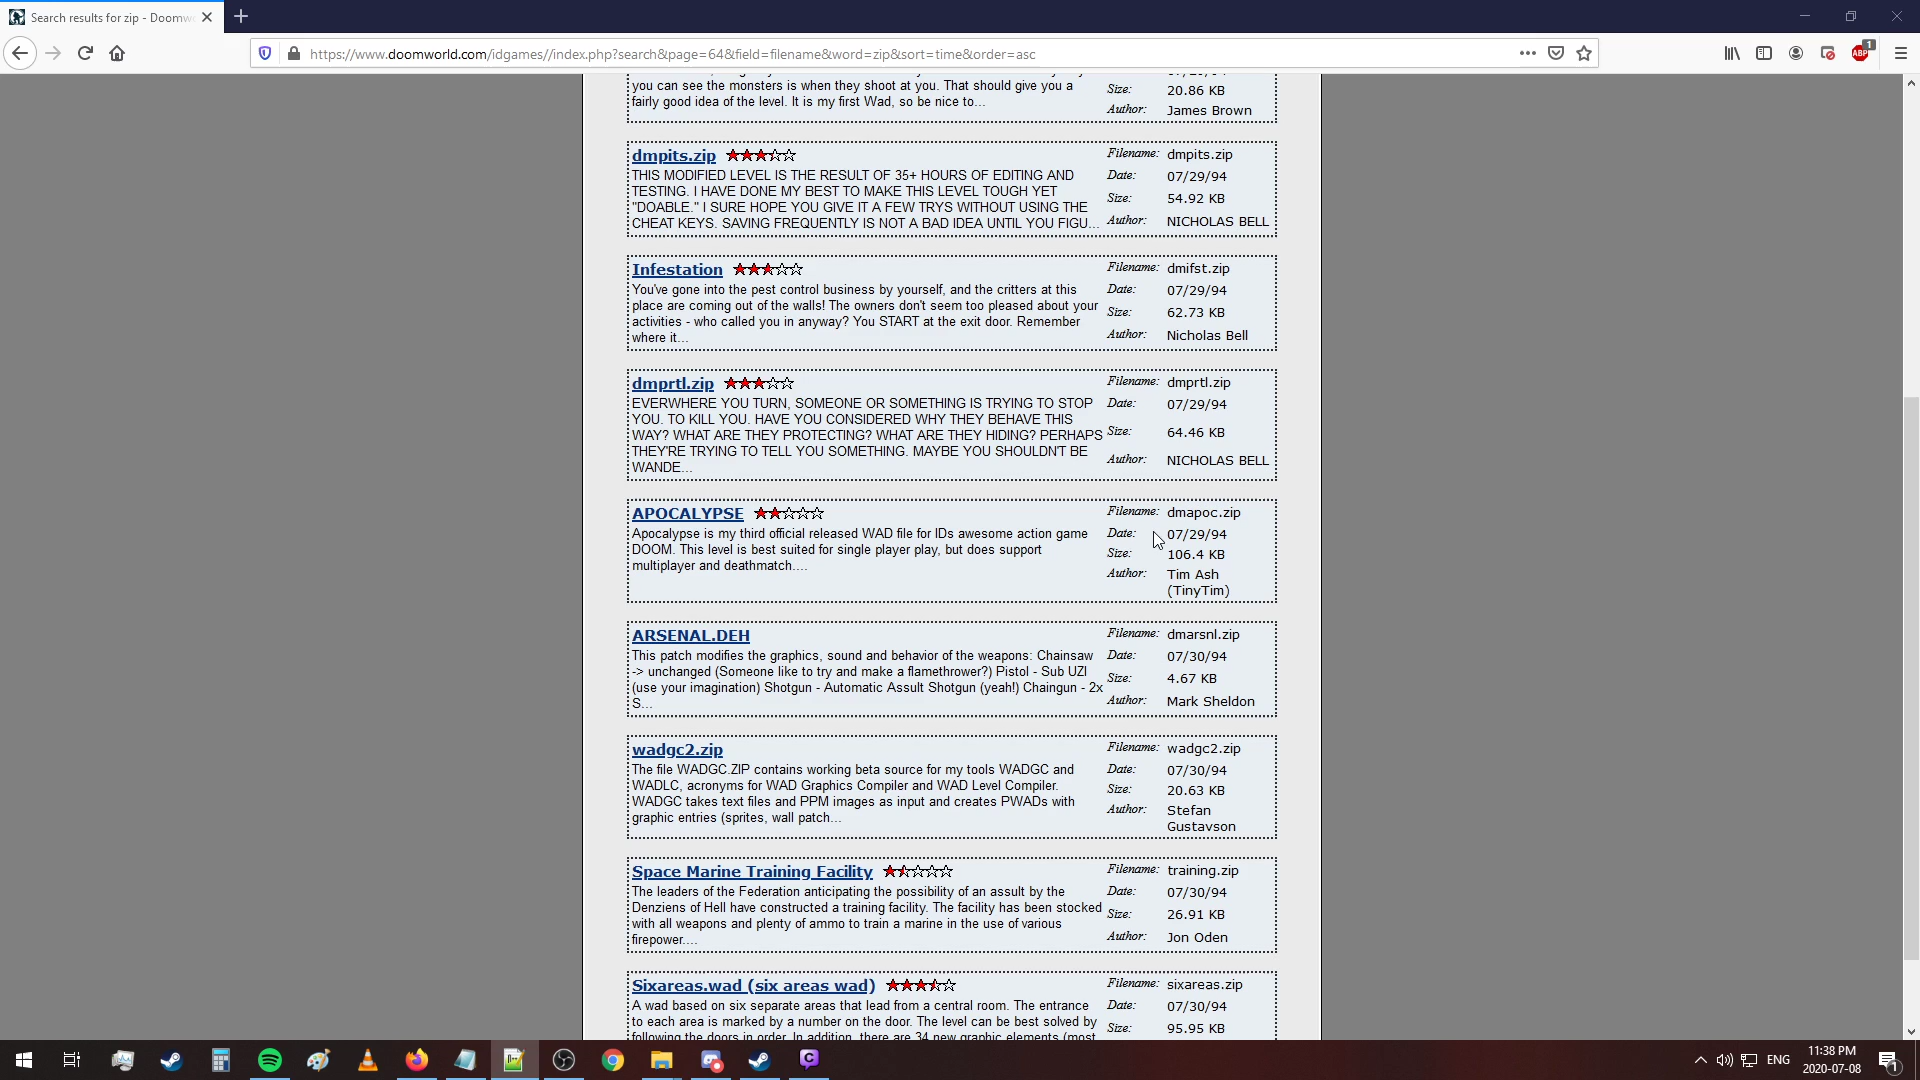 Search results for zip - Doomw
https://www.doomworld.com/idgames//index.php?search&page=64&field=filename&word=zip&sort=time&order=asc
ABP
1
you can see the monsters is when they shoot at you. That should give you a
fairly good idea of the level. It is my first Wad, so be nice to...
Size: 20.86 KB
Author: James Brown
dmpits.zip
THIS MODIFIED LEVEL IS THE RESULT OF 35+ HOURS OF EDITING AND
TESTING. I HAVE DONE MY BEST TO MAKE THIS LEVEL TOUGH YET
"DOABLE." I SURE HOPE YOU GIVE IT A FEW TRYS WITHOUT USING THE
CHEAT KEYS. SAVING FREQUENTLY IS NOT A BAD IDEA UNTIL YOU FIGU...
Filename: dmpits.zip
Date: 07/29/94
Size: 54.92 KB
Author: NICHOLAS BELL
Infestation
You've gone into the pest control business by yourself, and the critters at this
place are coming out of the walls! The owners don't seem too pleased about your
activities - who called you in anyway? You START at the exit door. Remember
where it...
Filename: dmifst.zip
Date: 07/29/94
Size: 62.73 KB
Author: Nicholas Bell
dmprtl.zip
EVERWHERE YOU TURN, SOMEONE OR SOMETHING IS TRYING TO STOP
YOU. TO KILL YOU. HAVE YOU CONSIDERED WHY THEY BEHAVE THIS
WAY? WHAT ARE THEY PROTECTING? WHAT ARE THEY HIDING? PERHAPS
THEY'RE TRYING TO TELL YOU SOMETHING. MAYBE YOU SHOULDN'T BE
WANDE...
Filename: dmprtl.zip
Date: 07/29/94
Size: 64.46 KB
Author: NICHOLAS BELL
APOCALYPSE
Apocalypse is my third official released WAD file for IDs awesome action game
DOOM. This level is best suited for single player play, but does support
multiplayer and deathmatch....
Filename: dmapoc.zip
Date: 07/29/94
Size: 106.4 KB
Author: Tim Ash
(TinyTim)
ARSENAL.DEH
This patch modifies the graphics, sound and behavior of the weapons: Chainsaw
-> unchanged (Someone like to try and make a flamethrower?) Pistol - Sub UZI
(use your imagination) Shotgun - Automatic Assult Shotgun (yeah!) Chaingun - 2x
S...
Filename: dmarsnl.zip
Date: 07/30/94
Size: 4.67 KB
Author: Mark Sheldon
wadgc2.zip
The file WADGC.ZIP contains working beta source for my tools WADGC and
WADLC, acronyms for WAD Graphics Compiler and WAD Level Compiler.
WADGC takes text files and PPM images as input and creates PWADs with
graphic entries (sprites, wall patch...
Filename: wadgc2.zip
Date: 07/30/94
Size: 20.63 KB
Author: Stefan
Gustavson
Space Marine Training Facility
The leaders of the Federation anticipating the possibility of an assult by the
Denziens of Hell have constructed a training facility. The facility has been stocked
with all weapons and plenty of ammo to train a marine in the use of various
firepower....
Filename: training.zip
Date: 07/30/94
Size: 26.91 KB
Author: Jon Oden
Sixareas.wad (six areas wad)
A wad based on six separate areas that lead from a central room. The entrance
to each area is marked by a number on the door. The level can be best solved by
following the doors in order. In addition, there are 34 new graphic elements (most
Filename: sixareas.zip
Date: 07/30/94
Size: 95.95 KB
ENG
11:38 PM
2020-07-08
1